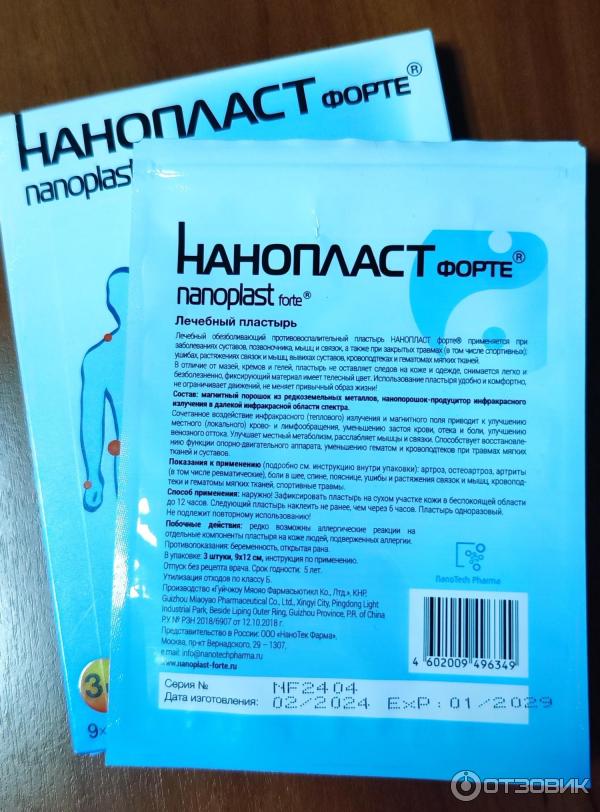 НАНОПЛАСТ ФОРТЕ®
nanoplast
НАНОПЛАСТ ФОРТЕ®
nanoplast forte®
Лечебный пластырь
Лечебный обезболивающий противовоспалительный пластырь НАНОПЛАСТ форте® применяется при
заболеваниях суставов, позвоночника, мышц и связок, а также при закрытых травмах (в том числе спортивных):
ушибах, растяжениях связок и мышц, вывихах суставов, кровоподтеках и гематомах мягких тканей.
В отличие от мазей, кремов и гелей, пластырь не оставляет следов на коже и одежде, снимается легко и
безболезненно, фиксирующий материал имеет телесный цвет. Использование пластыря удобно и комфортно,
не ограничивает движений, не меняет привычный образ жизни!
Состав: магнитный порошок из редкоземельных металлов, нанопорошок-продуцитор инфракрасного
излучения в далекой инфракрасной области спектра.
Сочетанное воздействие инфракрасного (теплового) излучения и магнитного поля приводит к улучшению
местного (локального) крово- и лимфообращения, уменьшению застоя крови, отека и боли, улучшению
венозного оттока. Улучшает местный метаболизм, расслабляет мышцы и связки. Способствует восстановле-
нию функции опорно-двигательного аппарата, уменьшению гематом и кровоподтеков при травмах мягких
тканей и суставов.
Показания к применению (подробно см. инструкцию внутри упаковки): артроз, остеоартроз, артриты
(в том числе ревматические), боли в шее, спине, пояснице, ушибы и растяжения связок и мышц, кровопод-
теки и гематомы мягких тканей, спортивные травмы.
Способ применения: наружно! Зафиксировать пластырь на сухом участке кожи в беспокоящей области
до 12 часов. Следующий пластырь наклеить не ранее, чем через 6 часов. Пластырь одноразовый.
Не подлежит повторному использованию!
Побочные действия: редко возможны аллергические реакции на
отдельные компоненты пластыря на коже людей, подверженных аллергии.
Противопоказания: беременность, открытая рана.
В упаковке: 3 штуки, 9х12 см, инструкция по применению.
Отпуск без рецепта врача. Срок годности: 5 лет.
Утилизация отходов по классу Б.
Производство «Гуйчжоу Мяояо Фармасьютикл Ко., Лтд.», КНР.
Guizhou Miaoyao Pharmaceutical Co., Ltd., Xingyi City, Pingdong Light
Industrial Park, Beside Liping Outer Ring, Guizhou Province, P.R. of China
Р.У. № РЗН 2018/6907 от 12.10.2018 г.
Представительство в России: ООО «НаноТек Фарма».
Москва, пр-кт Вернадского, 29 – 1307,
e.mail: info@nanotechpharma.ru
www.nanoplast-forte.ru
NanoTech Pharma
4 602009 496349
Серия № NF2404
Дата изготовления: 02/2024 EXP:01/2029
3
9×
ОТЗОВИК